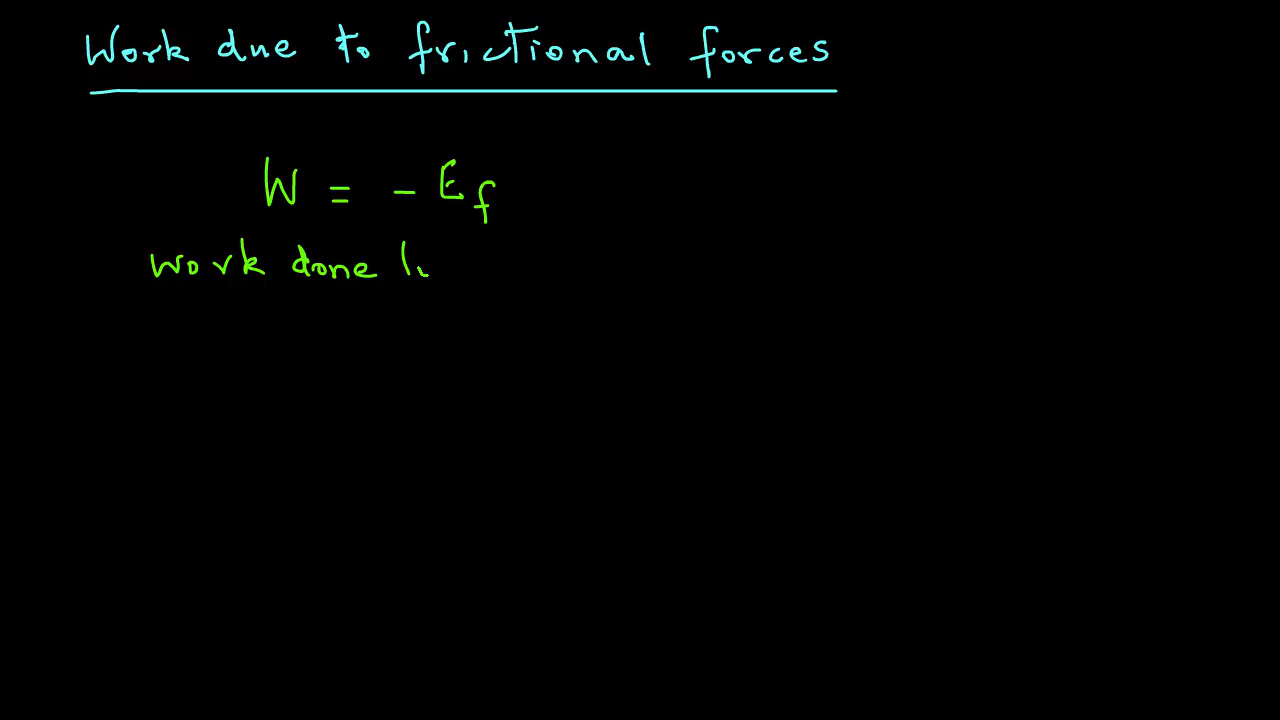 Work due to frictional forces
W = - Ef
work done